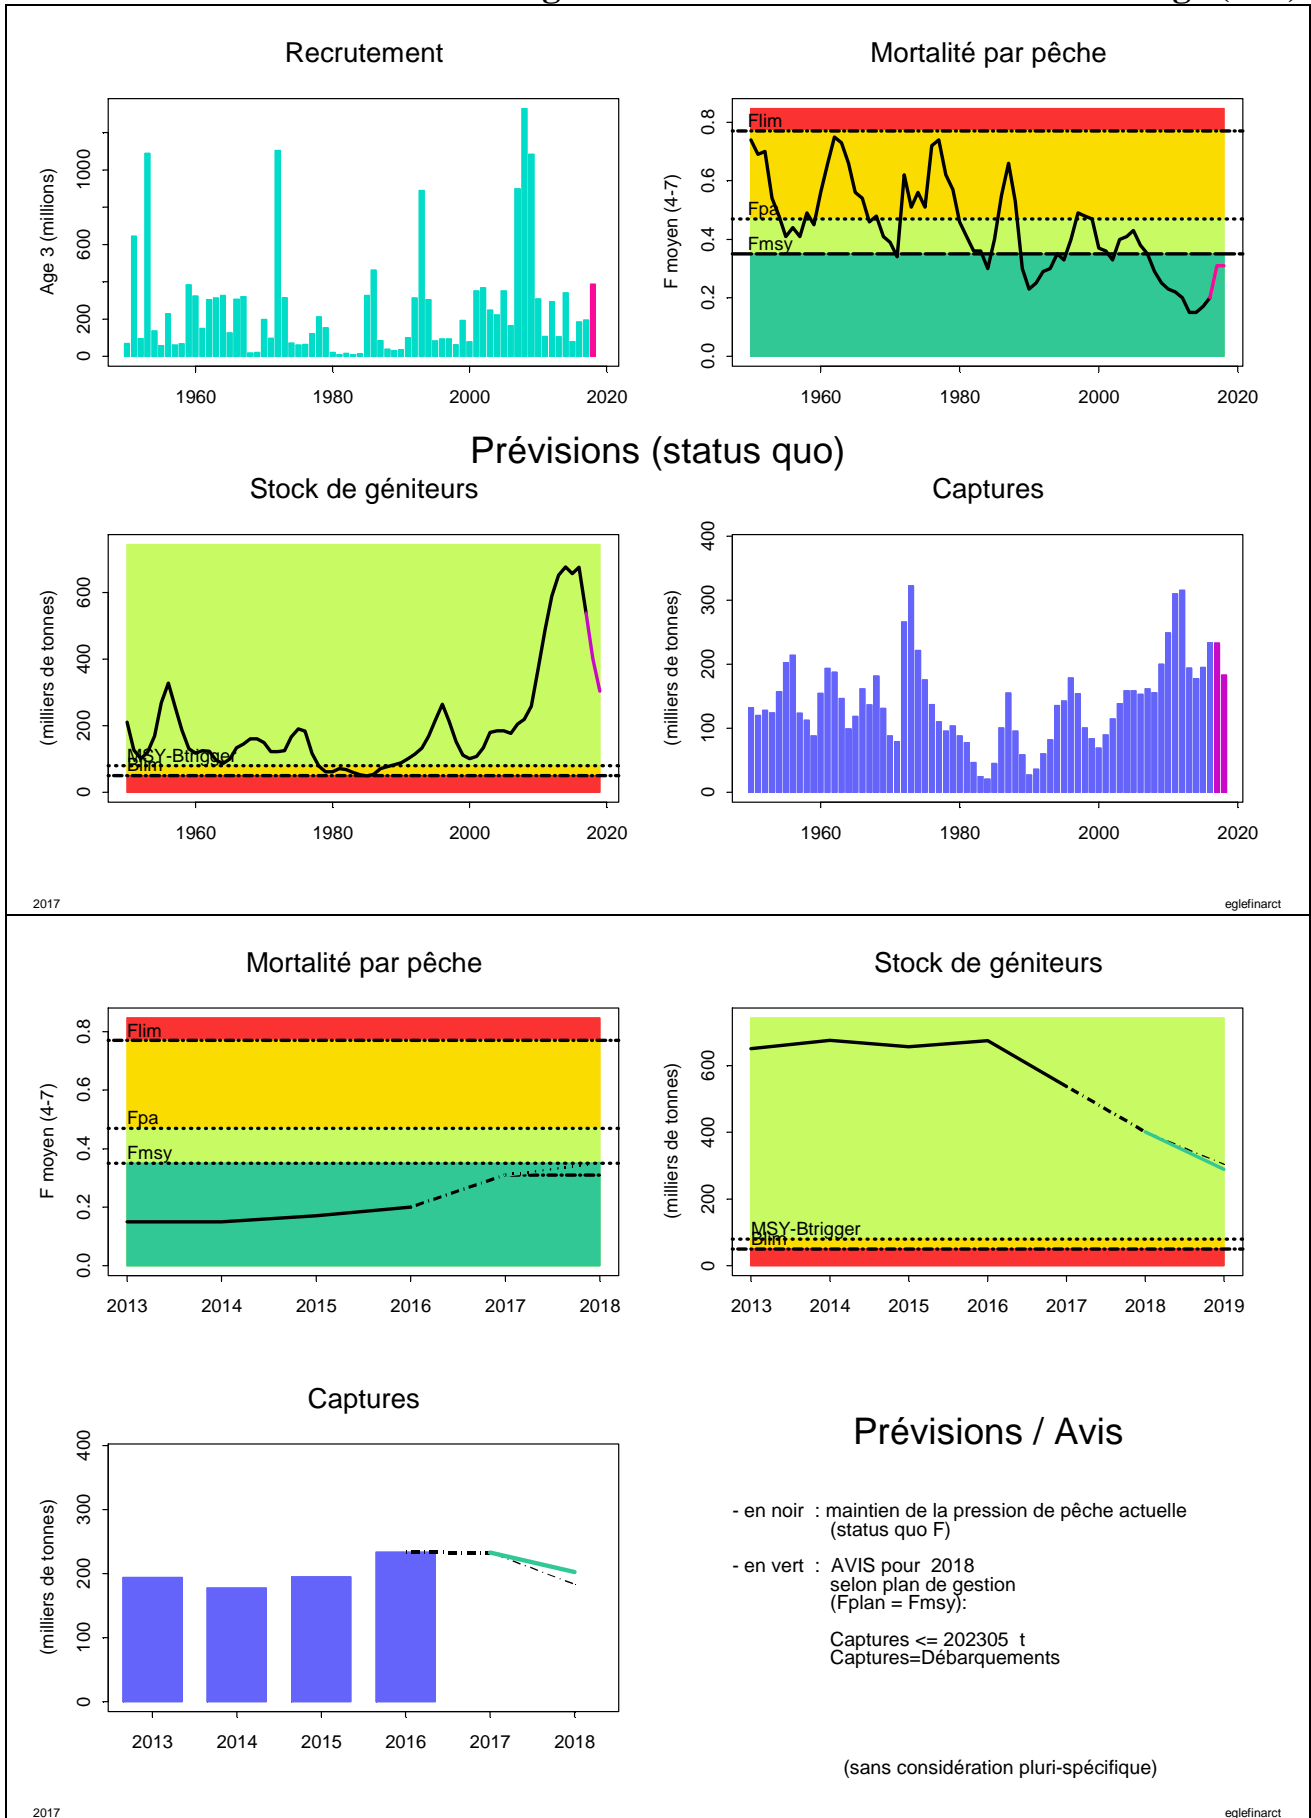 Recrutement
Age 3 (millions)
0
200
600
1000
1960
1980
2000
2020
Mortalité par pêche
F moyen (4-7)
0.0
0.2
0.4
0.6
0.8
Flim
Fpa
Fmsy
1960
1980
2000
2020
Prévisions (status quo)
Stock de géniteurs
(milliers de tonnes)
0
200
400
600
MSY-Btrigger
Blim
1960
1980
2000
2020
Captures
(milliers de tonnes)
0
100
200
300
400
1960
1980
2000
2020
2017
eglefinarct
Mortalité par pêche
F moyen (4-7)
0.0
0.2
0.4
0.6
0.8
Flim
Fpa
Fmsy
2013
2014
2015
2016
2017
2018
Stock de géniteurs
(milliers de tonnes)
0
200
400
600
MSY-Btrigger
Blim
2013
2014
2015
2016
2017
2018
2019
Captures
(milliers de tonnes)
0
100
200
300
400
2013
2014
2015
2016
2017
2018
Prévisions / Avis
- en noir : maintien de la pression de pêche actuelle
(status quo F)
- en vert : AVIS pour 2018
selon plan de gestion
(Fplan = Fmsy):
Captures <= 202305 t
Captures=Débarquements
(sans considération pluri-spécifique)
2017
eglefinarct